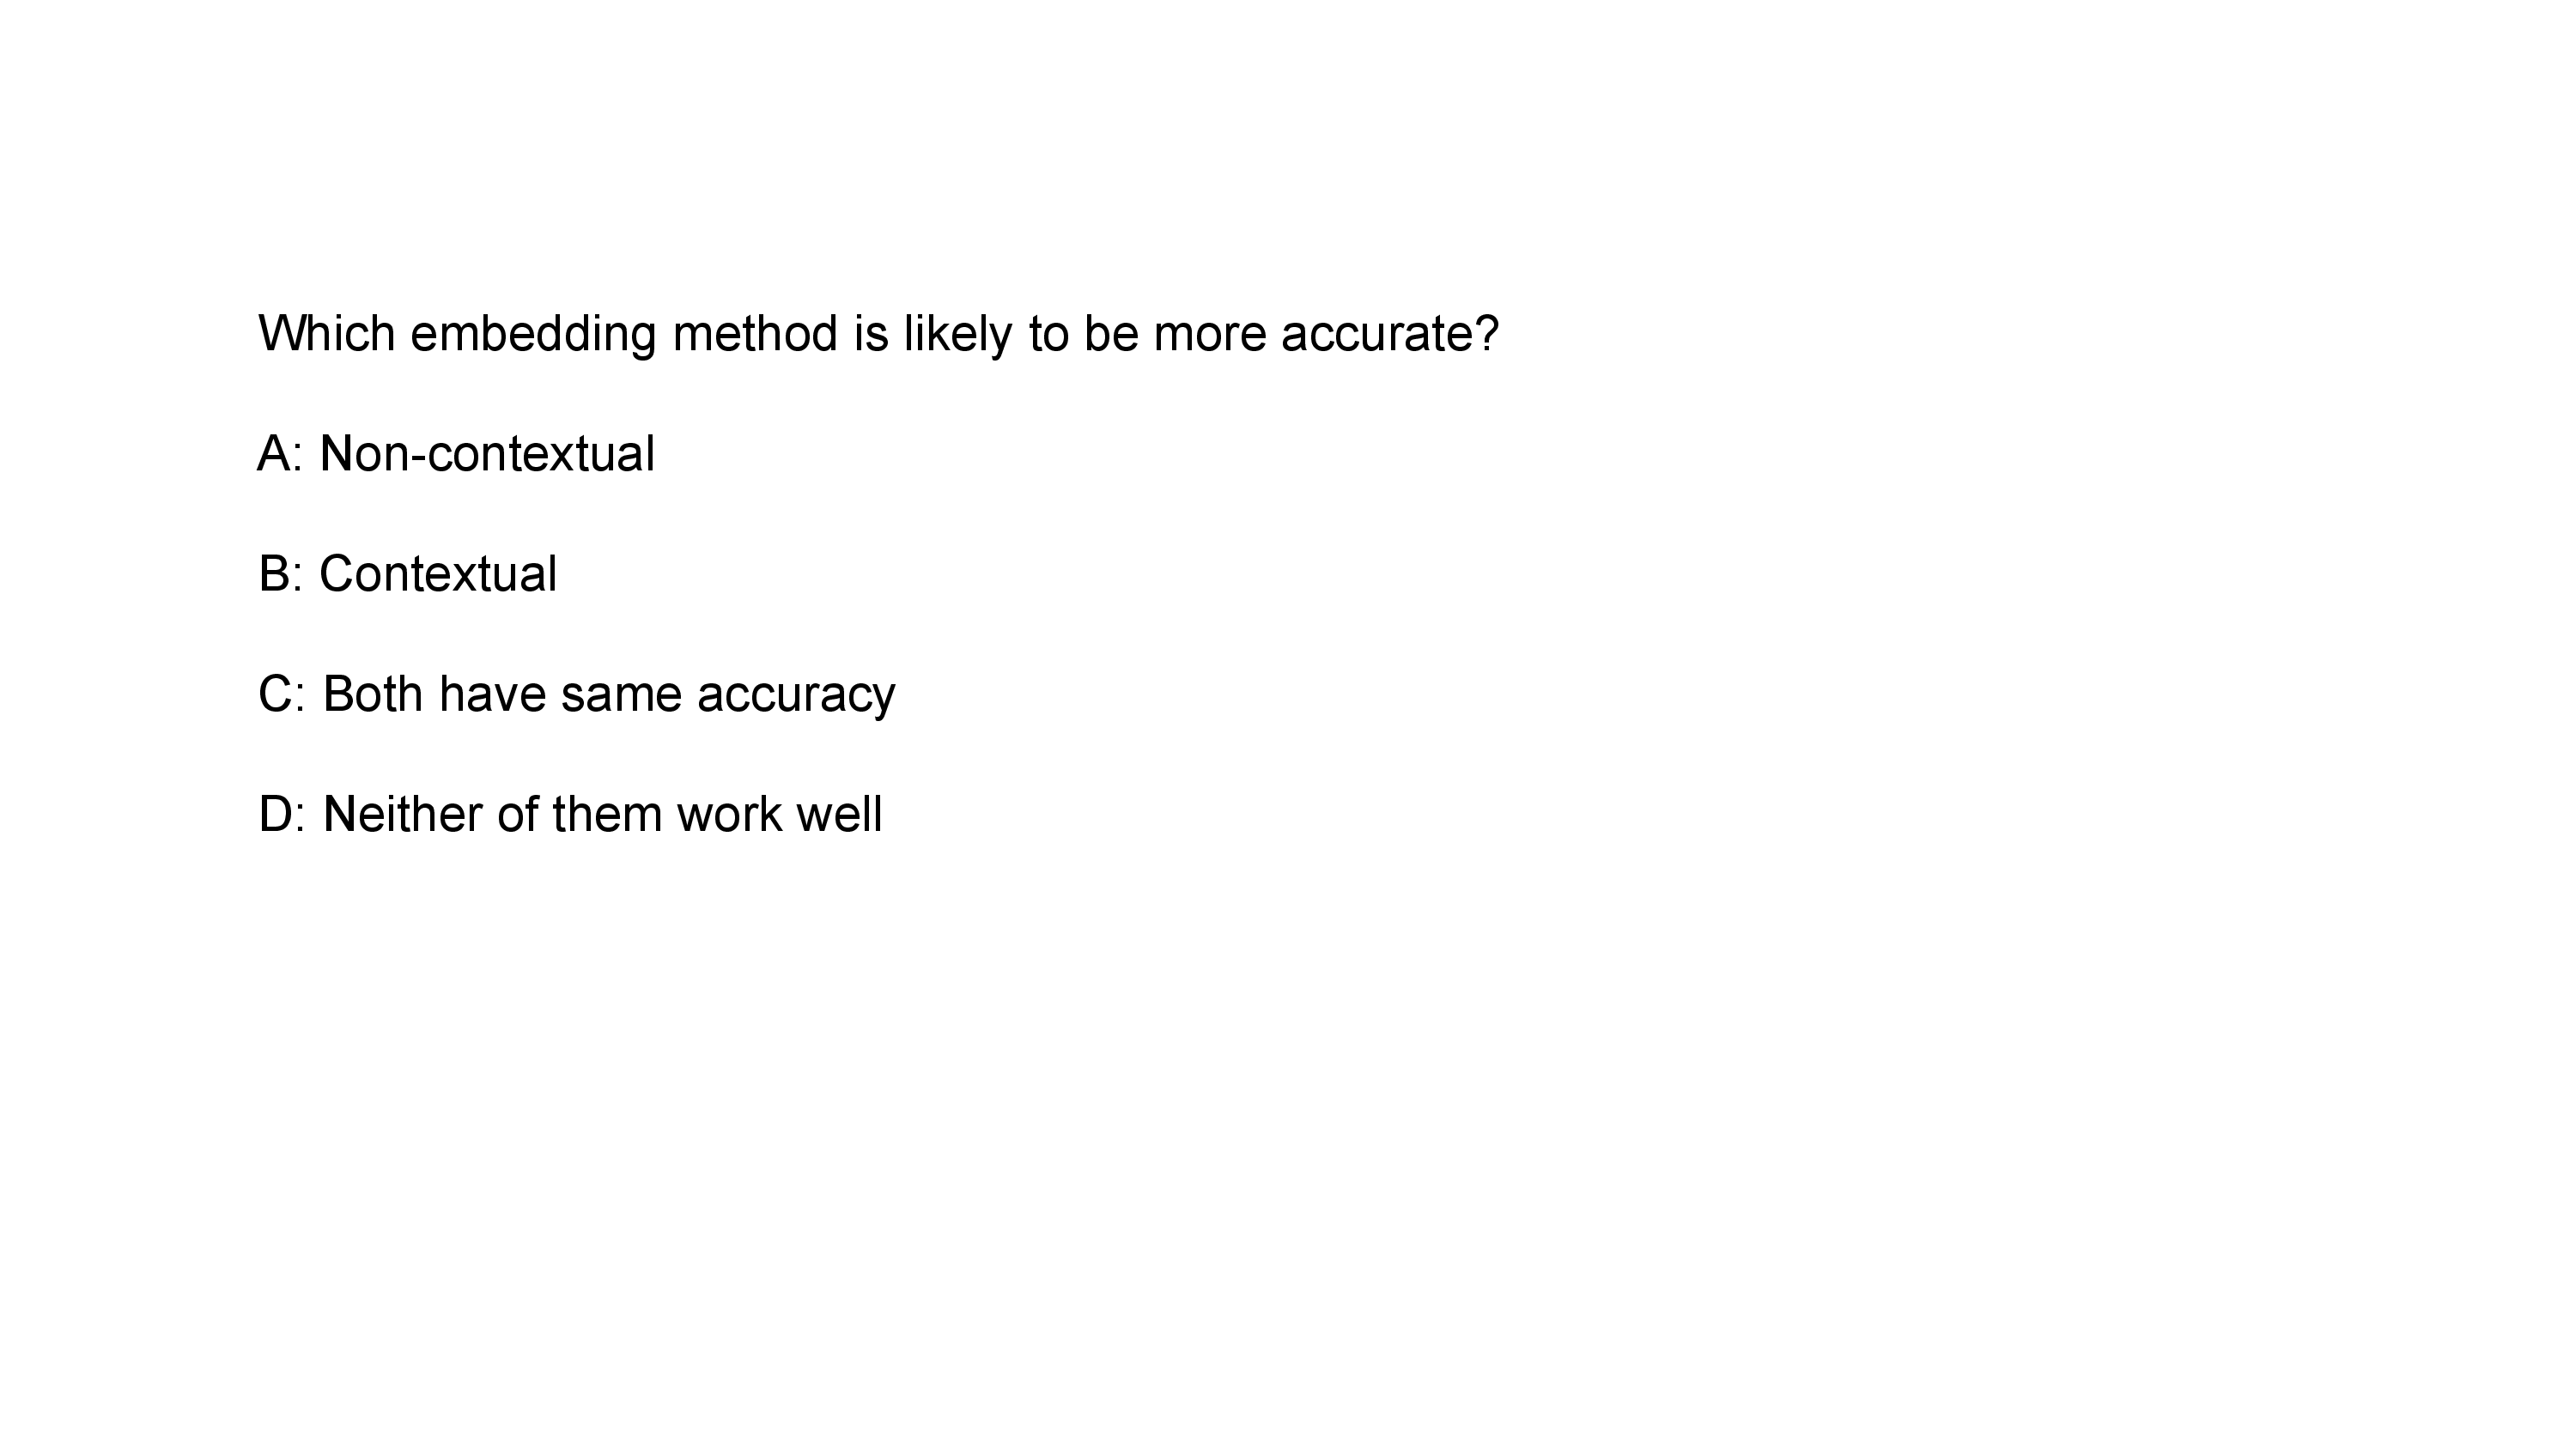 Which embedding method is likely to be more accurate?
A: Non-contextual
B: Contextual
C: Both have same accuracy
D: Neither of them work well